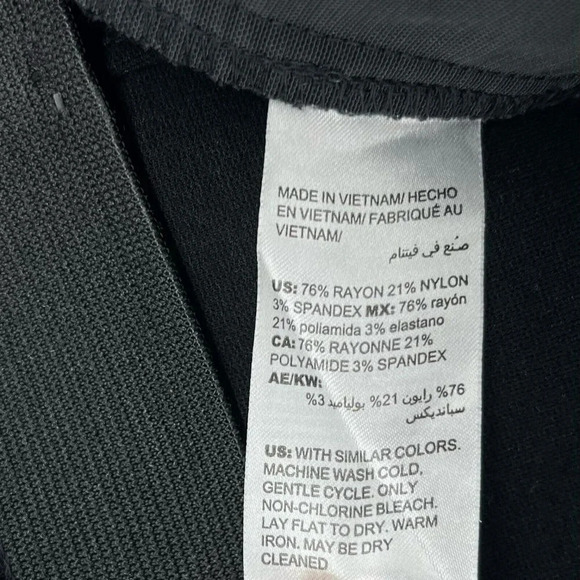 MADE IN VIETNAM/ HECHO
EN VIETNAM/ FABRIQUÉ AU
VIETNAM/
صُنع في فيتنام
US: 76% RAYON 21% NYLON
3% SPANDEX MX: 76% rayón
21% poliamida 3% elastano
CA: 76% RAYONNE 21%
POLYAMIDE 3% SPANDEX
AE/KW:
76% رايون 21% بولياميد 3%
سبانديكس
US: WITH SIMILAR COLORS.
MACHINE WASH COLD,
GENTLE CYCLE. ONLY
NON-CHLORINE BLEACH.
LAY FLAT TO DRY. WARM
IRON. MAY BE DRY
CLEANED